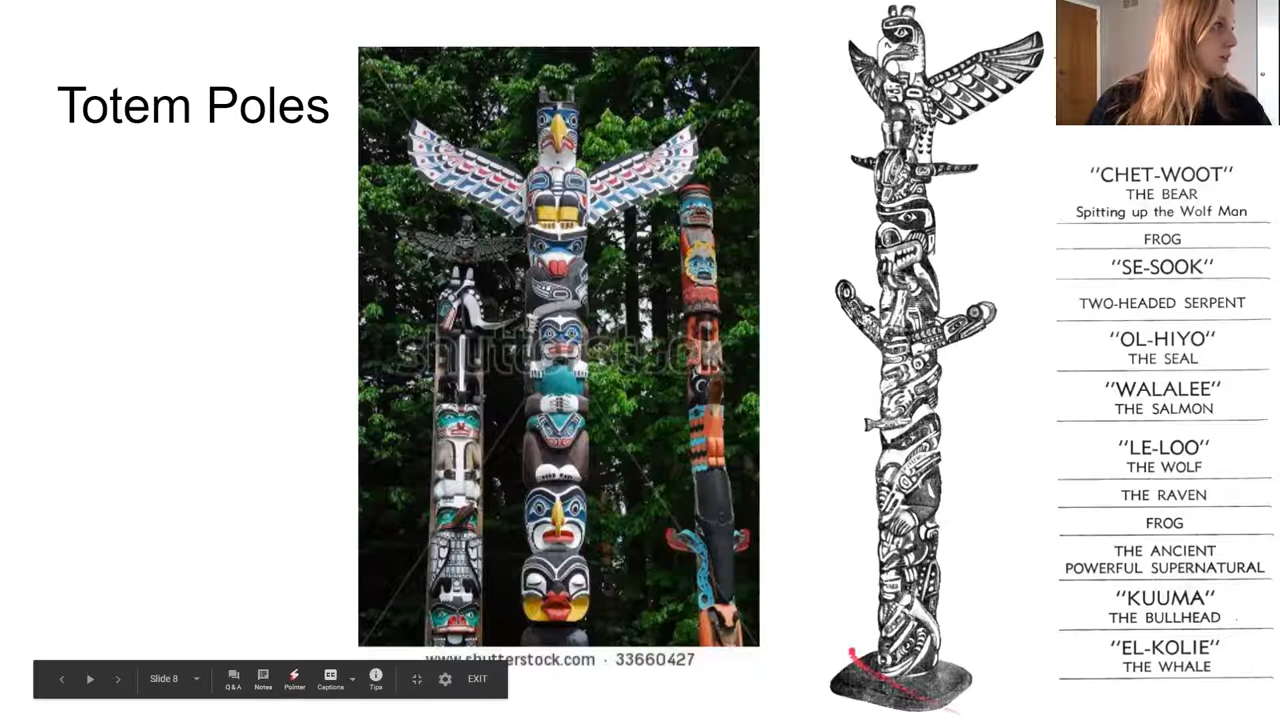 Totem Poles
shutterstock
www.shutterstock.com · 33660427
"CHET-WOOT"
THE BEAR
Spitting up the Wolf Man
FROG
"SE-SOOK"
TWO-HEADED SERPENT
"OL-HIYO"
THE SEAL
"WALALEE"
THE SALMON
"LE-LOO"
THE WOLF
THE RAVEN
FROG
THE ANCIENT
POWERFUL SUPERNATURAL
"KUUMA"
THE BULLHEAD
"EL-KOLIE"
THE WHALE
Slide 8
Q & A
Notes
Pointer
Captions
Tips
EXIT